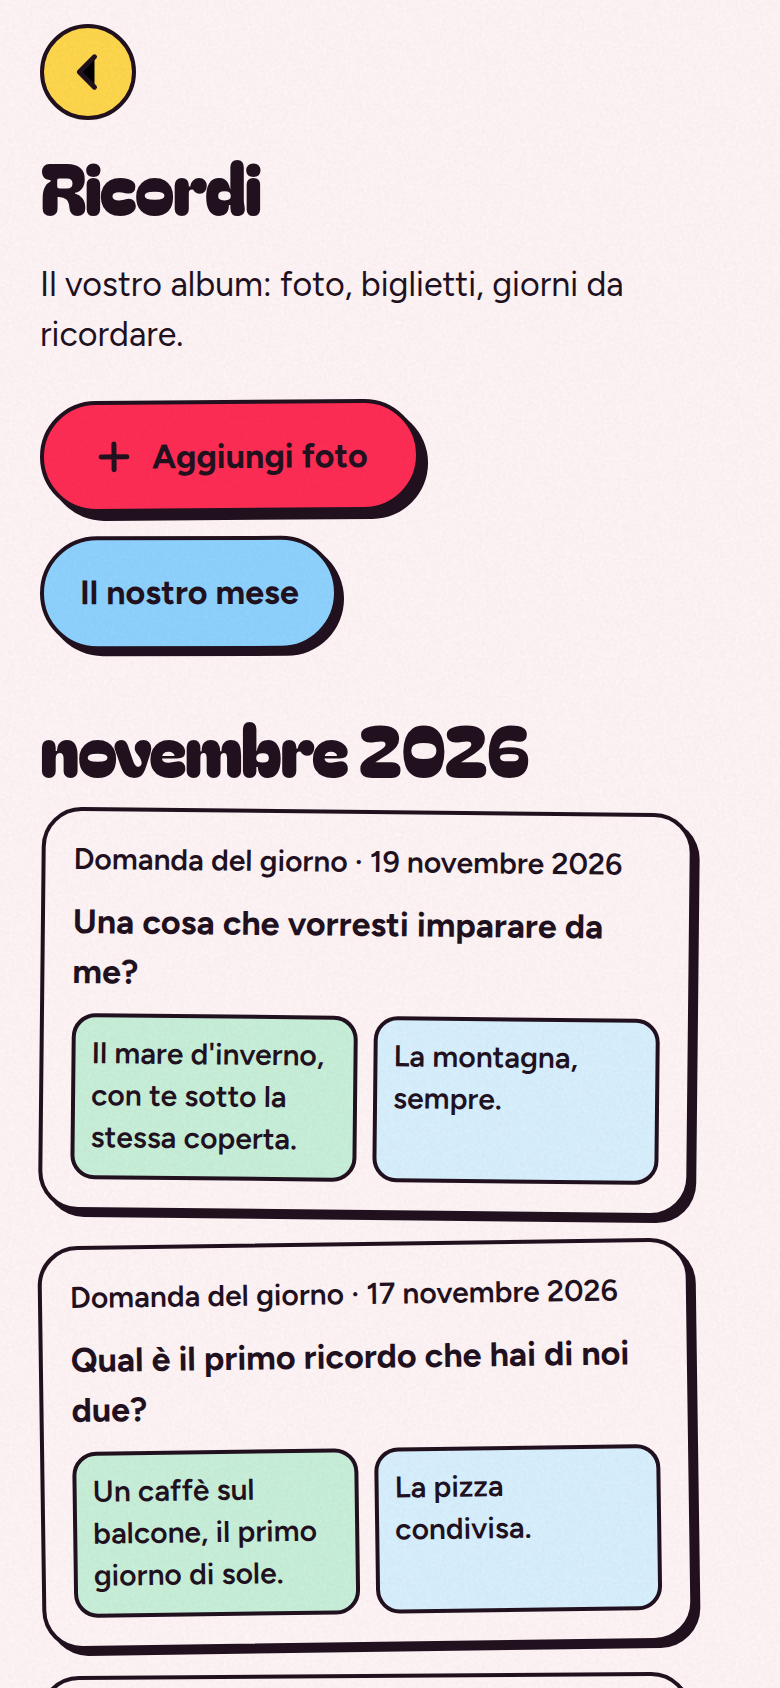 Ricordi
Il vostro album: foto, biglietti, giorni da
ricordare.
Aggiungi foto
Il nostro mese
novembre 2026
Domanda del giorno · 19 novembre 2026
Una cosa che vorresti imparare da
me?
Il mare d'inverno,
con te sotto la
stessa coperta.
La montagna,
sempre.
Domanda del giorno · 17 novembre 2026
Qual è il primo ricordo che hai di noi
due?
Un caffè sul
balcone, il primo
giorno di sole.
La pizza
condivisa.